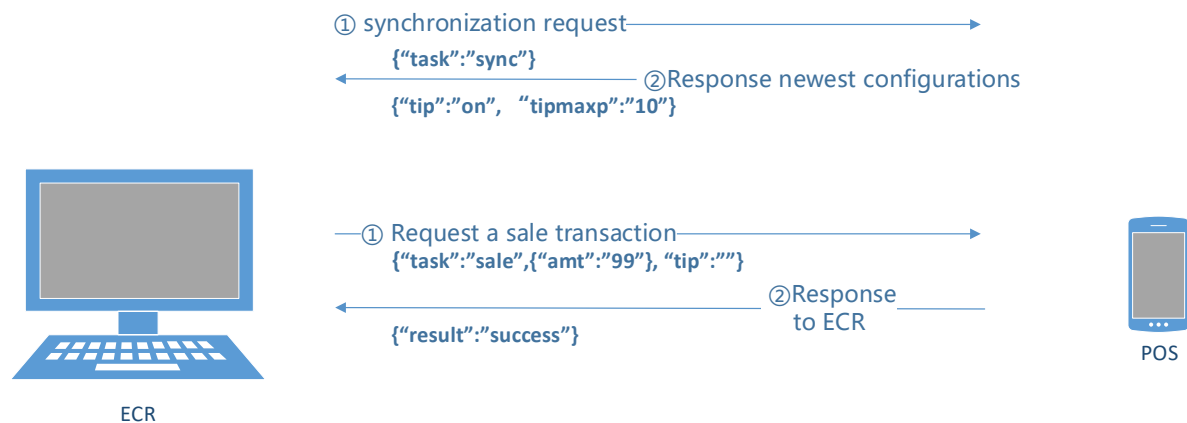 ① synchronization request
{“task”:”sync”}
②Response newest configurations
{“tip”:”on”, “tipmaxp”:”10”}
① Request a sale transaction
{“task”:”sale”,{“amt”:”99”}, “tip”:””}
②Response
to ECR
{“result”:”success”}
POS
ECR